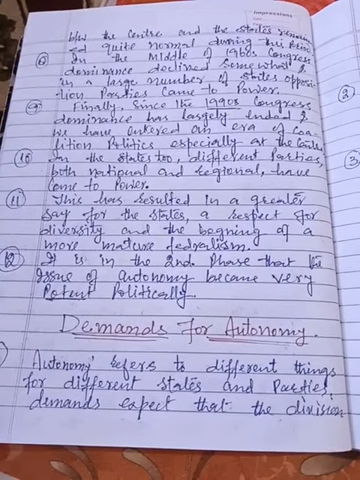 b/w the Centre and the states remain
ed quite normal during this period
⑧ In the Middle of 1960s Congress
dominance declined somewhat &
in a large number of states opposi-
tion Parties Came to Power.
⑨ Finally, Since the 1990s Congress
dominance has largely ended &
we have entered an era of coa-
lition Politics especially at the Centre
⑩ In the States too, different Parties,
both national and regional, have
come to Power.
⑪ This has resulted in a greater
say for the states, a respect for
diversity and the begning of a
more mature fedralism.
⑫ It is in the 2nd Phase that the
issue of autonomy became very
Potent Politically.
Demands For Autonomy
Autonomy refers to different things
for different states and Parties.
demands expect that the division
②
③